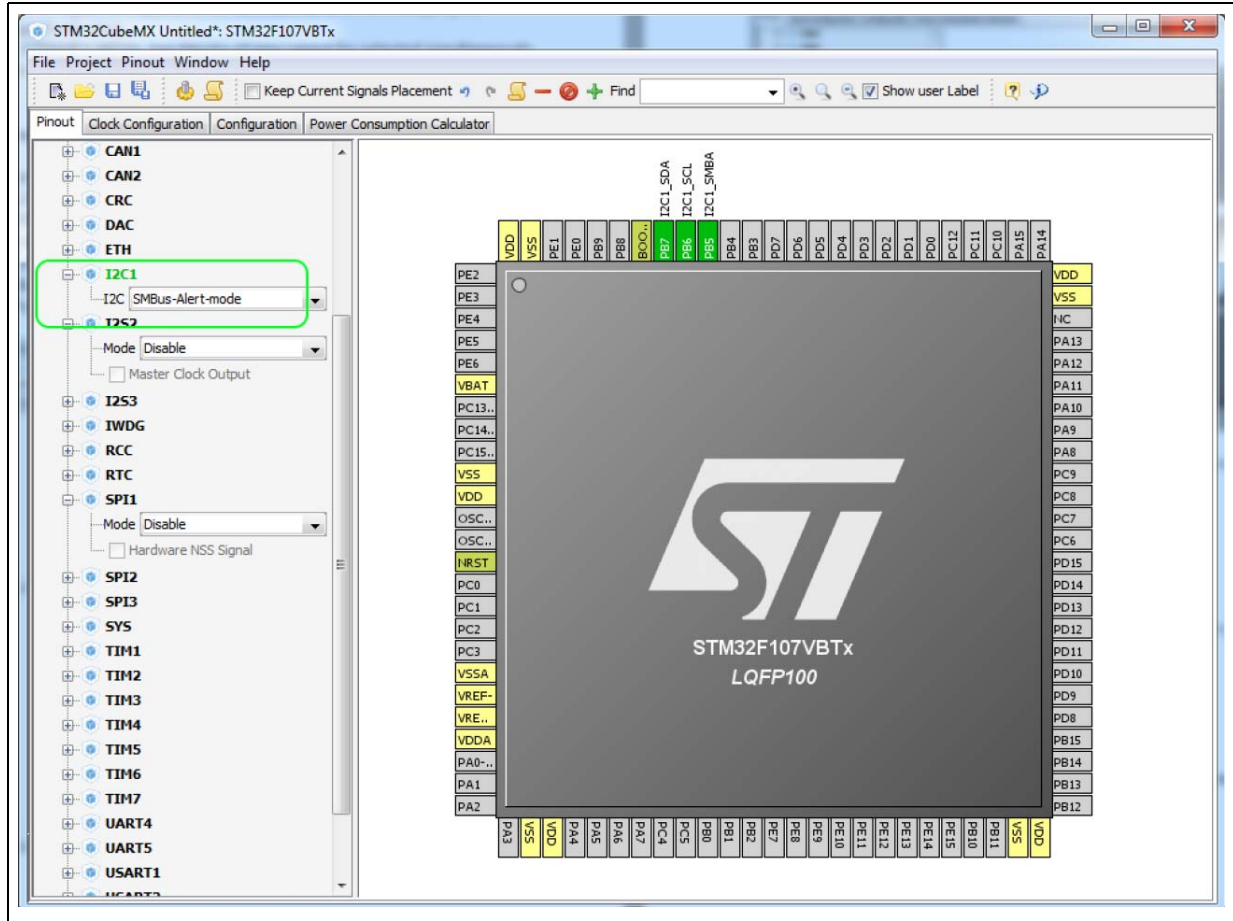 STM32CubeMX Untitled*: STM32F107VBTx
File Project Pinout Window Help
Keep Current Signals Placement Find Show user Label
Pinout Clock Configuration Configuration Power Consumption Calculator
CAN1
CAN2
CRC
DAC
ETH
I2C1
I2C SMBus-Alert-mode
I2S2
Mode Disable
Master Clock Output
I2S3
IWDG
RCC
RTC
SPI1
Mode Disable
Hardware NSS Signal
SPI2
SPI3
SYS
TIM1
TIM2
TIM3
TIM4
TIM5
TIM6
TIM7
UART4
UART5
USART1
I2C1_SDA
I2C1_SCL
I2C1_SMBA
VDD
VSS
PE1
PE0
PB9
PB8
BOO..
PB7
PB6
PB5
PB4
PB3
PD7
PD6
PD5
PD4
PD3
PD2
PD1
PD0
PC12
PC11
PC10
PA15
PA14
PE2
PE3
PE4
PE5
PE6
VBAT
PC13..
PC14..
PC15..
VSS
VDD
OSC..
OSC..
NRST
PC0
PC1
PC2
PC3
VSSA
VREF-
VRE..
VDDA
PA0-..
PA1
PA2
ST
STM32F107VBTx
LQFP100
VDD
VSS
NC
PA13
PA12
PA11
PA10
PA9
PA8
PC9
PC8
PC7
PC6
PD15
PD14
PD13
PD12
PD11
PD10
PD9
PD8
PB15
PB14
PB13
PB12
PA3
VSS
VDD
PA4
PA5
PA6
PA7
PC4
PC5
PB0
PB1
PB2
PE7
PE8
PE9
PE10
PE11
PE12
PE13
PE14
PE15
PB10
PB11
VSS
VDD